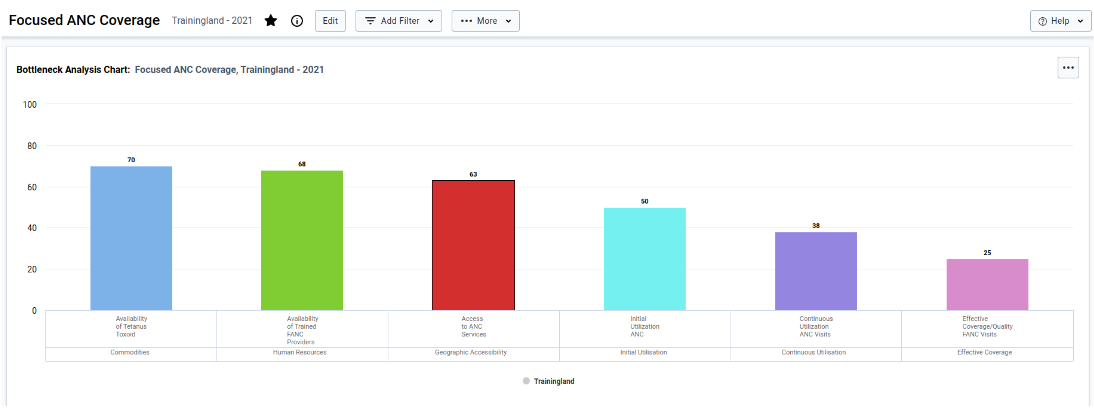 Focused ANC Coverage Trainingland - 2021 Edit Add Filter More Help
Bottleneck Analysis Chart: Focused ANC Coverage, Trainingland - 2021
100
80
60
40
20
0
70
68
63
50
38
25
Availability
of Tetanus
Toxoid
Availability
of Trained
FANC
Providers
Access
to ANC
Services
Initial
Utilization
ANC
Continuous
Utilization
ANC Visits
Effective
Coverage/Quality
FANC Visits
Commodities
Human Resources
Geographic Accessibility
Initial Utilisation
Continuous Utilisation
Effective Coverage
Trainingland